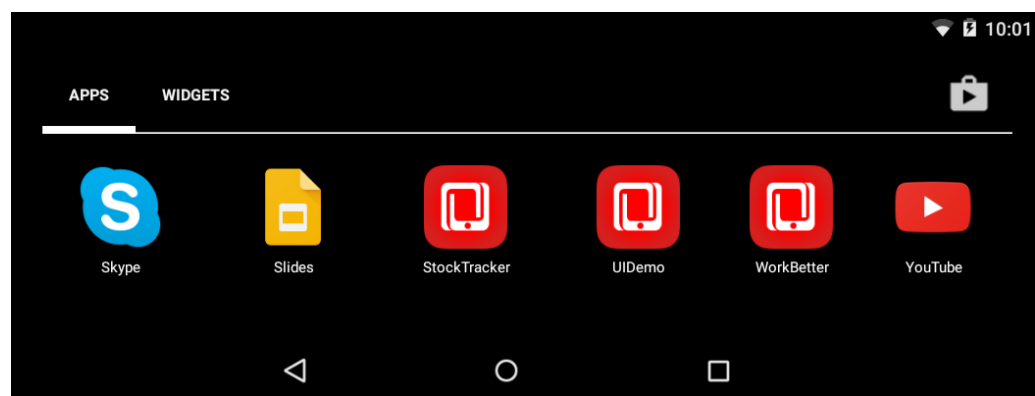 10:01
APPS WIDGETS
S
Skype Slides StockTracker UIDemo WorkBetter YouTube